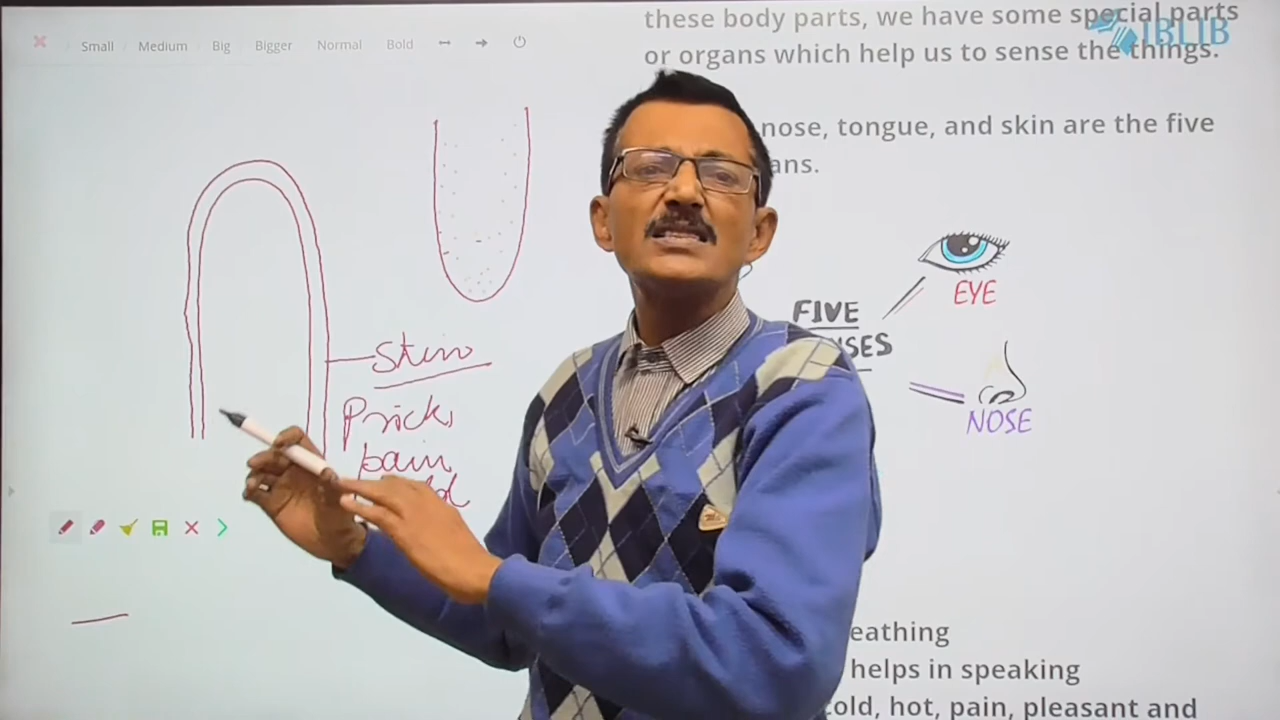 Small Medium Big Bigger Normal Bold
these body parts, we have some special parts
or organs which help us to sense the things.
IBLIB
nose, tongue, and skin are the five
ans.
EYE
FIVE
NSES
NOSE
Skin
Prick
pain
eathing
helps in speaking
cold, hot, pain, pleasant and